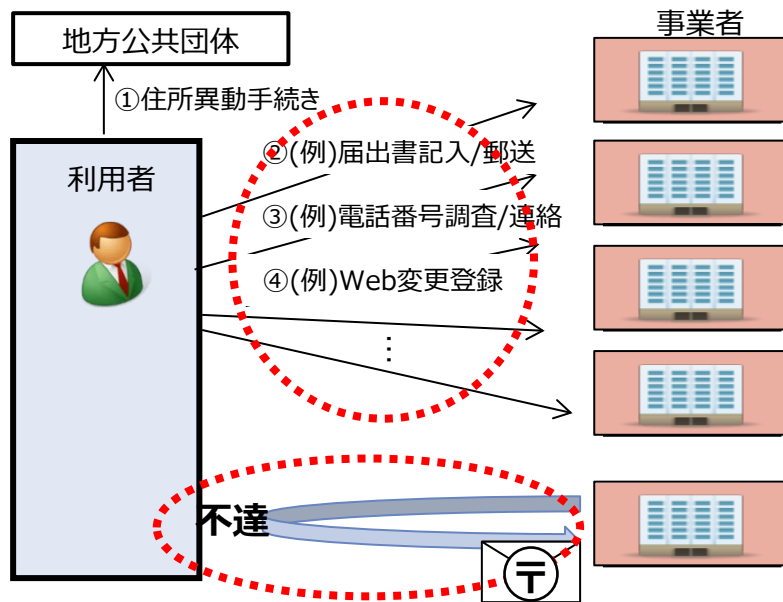 地方公共団体
事業者
①住所異動手続き
利用者
②(例)届出書記入/郵送
③(例)電話番号調査/連絡
④(例)Web変更登録
…
不達
〒